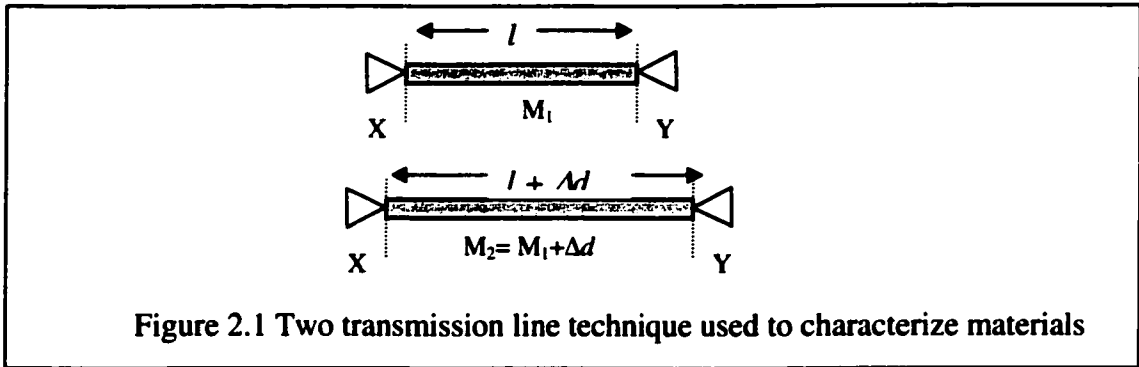 l
M₁
X Y
l + Δd
M₂= M₁+Δd
X Y
Figure 2.1 Two transmission line technique used to characterize materials